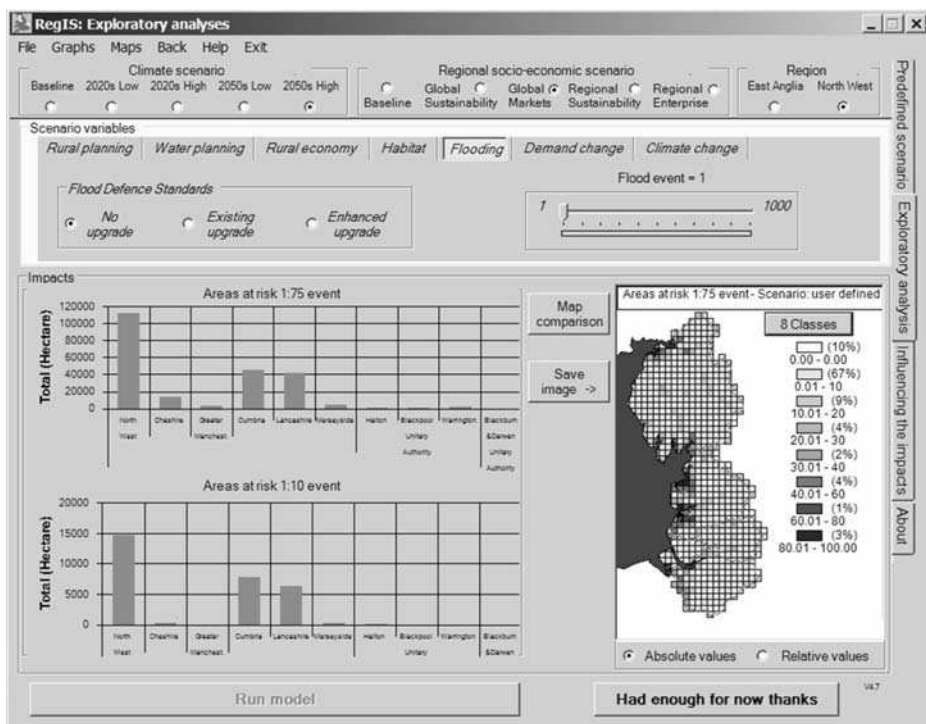 RegIS: Exploratory analyses
File Graphs Maps Back Help Exit
Climate scenario
Baseline 2020s Low 2020s High 2050s Low 2050s High
Regional socio-economic scenario
Baseline Global Sustainability Global Markets Regional Sustainability Regional Enterprise
Region
East Anglia North West
Scenario variables
Rural planning Water planning Rural economy Habitat Flooding Demand change Climate change
Flood Defence Standards
No upgrade Existing upgrade Enhanced upgrade
Flood event = 1
1 1000
Impacts
Areas at risk 1:75 event
Total (Hectare)
120000
100000
80000
60000
40000
20000
0
North West Cheshire Greater Manchest Cumbria Lancashire Merseyside Halton Blackpool Unitary Authority Warrington Blackburn &Darwen Unitary Authority
Areas at risk 1:10 event
Total (Hectare)
20000
15000
10000
5000
0
North West Cheshire Greater Manchest Cumbria Lancashire Merseyside Halton Blackpool Unitary Warrington Blackburn &Darwen
Map comparison
Save image ->
Areas at risk 1:75 event - Scenario: user defined
8 Classes
(10%)
0.00 - 0.00
(67%)
0.01 - 10
(9%)
10.01 - 20
(4%)
20.01 - 30
(2%)
30.01 - 40
(4%)
40.01 - 60
(1%)
60.01 - 80
(3%)
80.01 - 100.00
Absolute values Relative values
Run model
Had enough for now thanks
V4.7
Predefined scenario
Exploratory analysis
Influencing the impacts
About